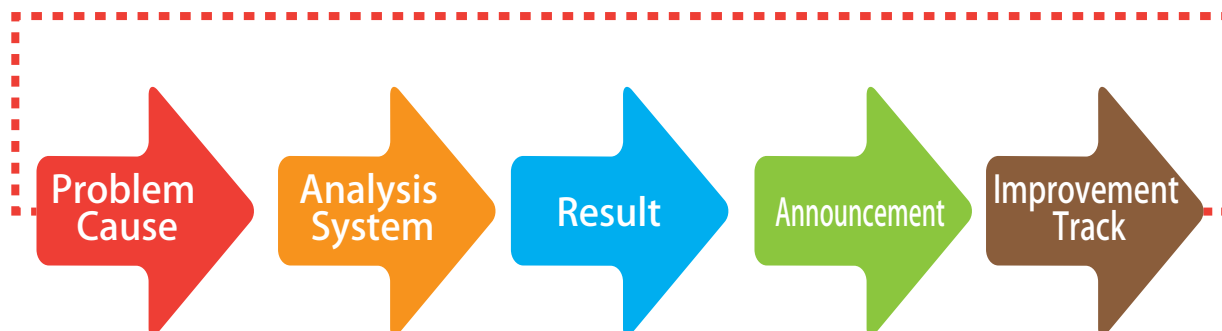 Problem
Cause
Analysis
System
Result
Announcement
Improvement
Track